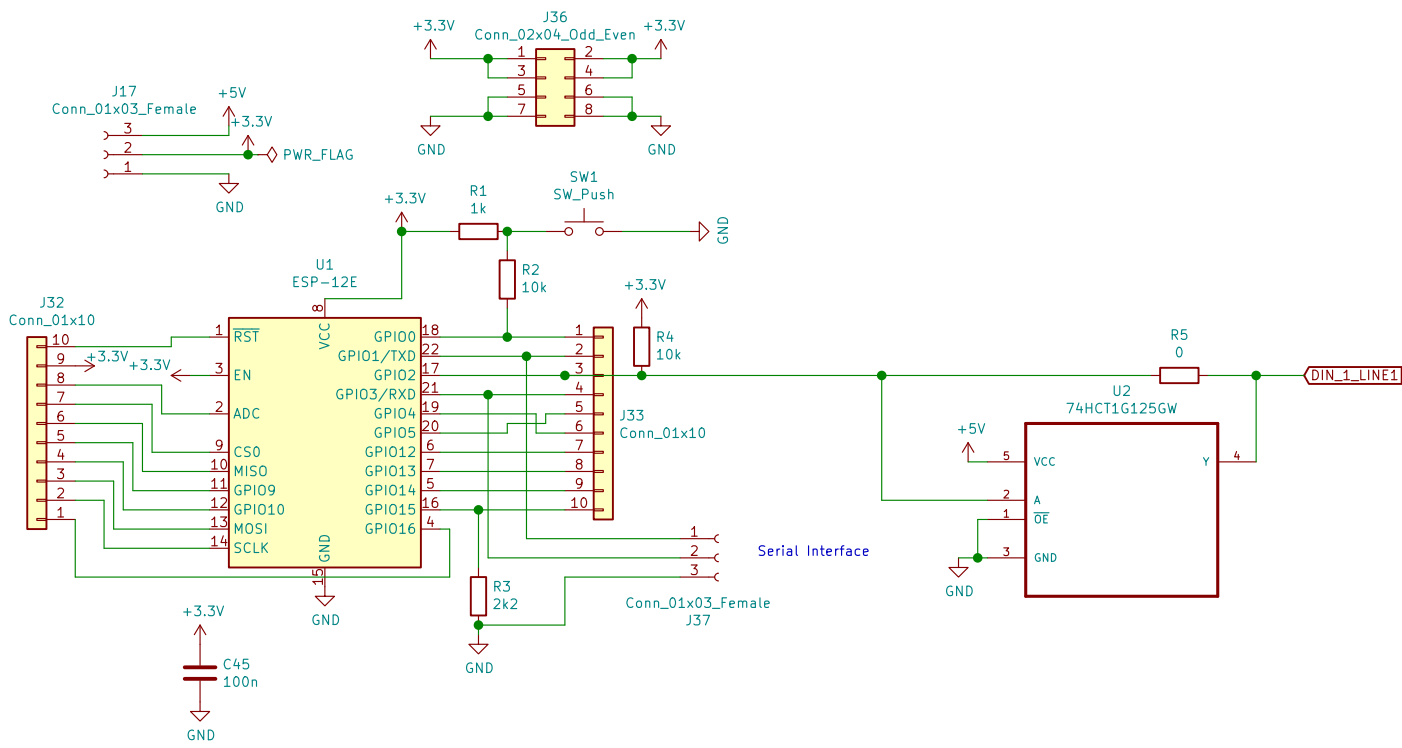 J36
Conn_02x04_Odd_Even
+3.3V
+3.3V
1
2
3
4
5
6
7
8
GND
GND
J17
Conn_01x03_Female
+5V
+3.3V
3
2
1
PWR_FLAG
GND
SW1
SW_Push
R1
1k
+3.3V
GND
R2
10k
U1
ESP-12E
+3.3V
R4
10k
J32
Conn_01x10
10
9
8
7
6
5
4
3
2
1
+3.3V
+3.3V
8
VCC
1
RST
3
EN
2
ADC
9
CS0
10
MISO
11
GPIO9
12
GPIO10
13
MOSI
14
SCLK
GPIO0
18
GPIO1/TXD
22
GPIO2
17
GPIO3/RXD
21
GPIO4
19
GPIO5
20
GPIO12
6
GPIO13
7
GPIO14
5
GPIO15
16
GPIO16
4
GND
15
GND
1
2
3
4
5
6
7
8
9
10
J33
Conn_01x10
R5
0
DIN_1_LINE1
U2
74HCT1G125GW
+5V
5
VCC
Y
4
2
A
1
OE
3
GND
GND
1
2
3
Serial Interface
Conn_01x03_Female
J37
R3
2k2
GND
+3.3V
C45
100n
GND